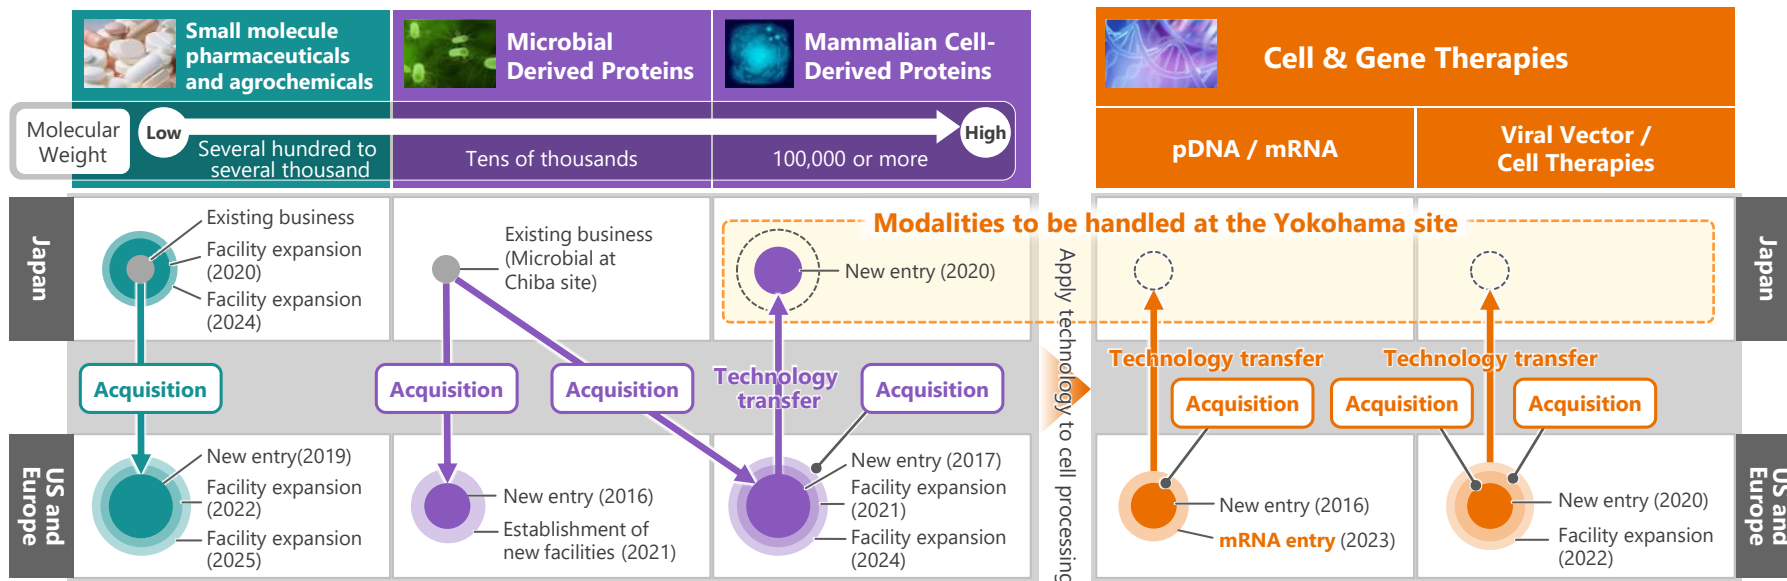 Small molecule
pharmaceuticals
and agrochemicals
Microbial
Derived Proteins
Mammalian Cell-
Derived Proteins
Cell & Gene Therapies
Molecular
Weight
Low
High
Several hundred to
several thousand
Tens of thousands
100,000 or more
pDNA / mRNA
Viral Vector /
Cell Therapies
Japan
Existing business
Facility expansion
(2020)
Facility expansion
(2024)
Existing business
(Microbial at
Chiba site)
Modalities to be handled at the Yokohama site
New entry (2020)
Japan
Acquisition
Acquisition
Acquisition
Technology
transfer
Acquisition
Apply technology to cell processing
Technology transfer
Acquisition
Technology transfer
Acquisition
Acquisition
US and
Europe
New entry(2019)
Facility expansion
(2022)
Facility expansion
(2025)
New entry (2016)
Establishment of
new facilities (2021)
New entry (2017)
Facility expansion
(2021)
Facility expansion
(2024)
New entry (2016)
mRNA entry (2023)
New entry (2020)
Facility expansion
(2022)
US and
Europe